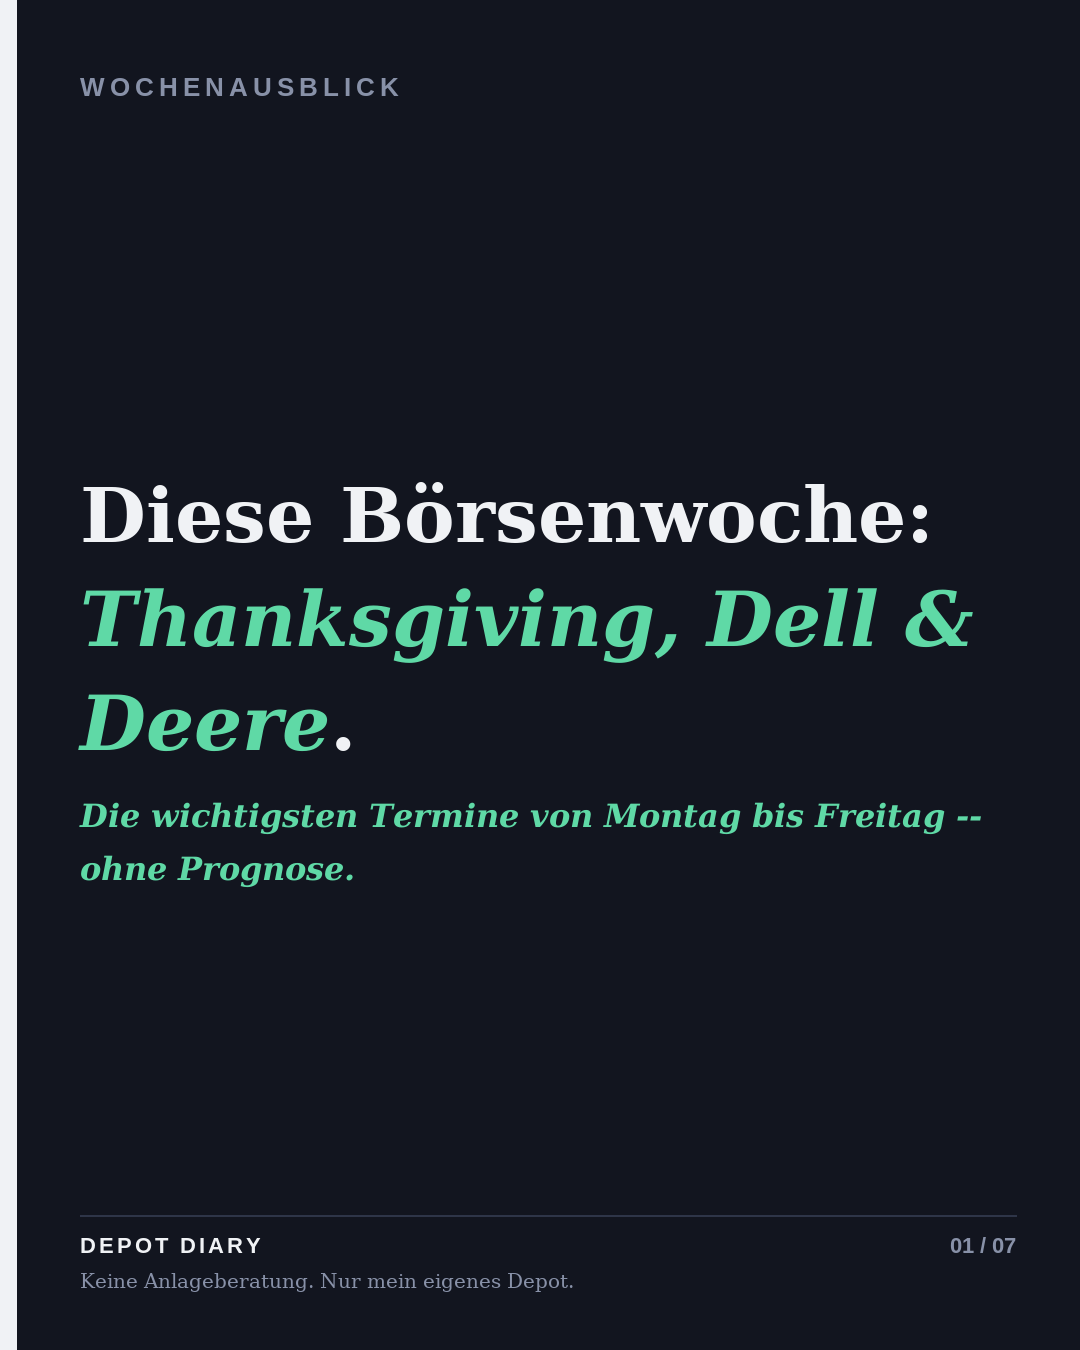 WOCHENAUSBLICK
Diese Börsenwoche:
Thanksgiving, Dell &
Deere.
Die wichtigsten Termine von Montag bis Freitag --
ohne Prognose.
DEPOT DIARY
01 / 07
Keine Anlageberatung. Nur mein eigenes Depot.